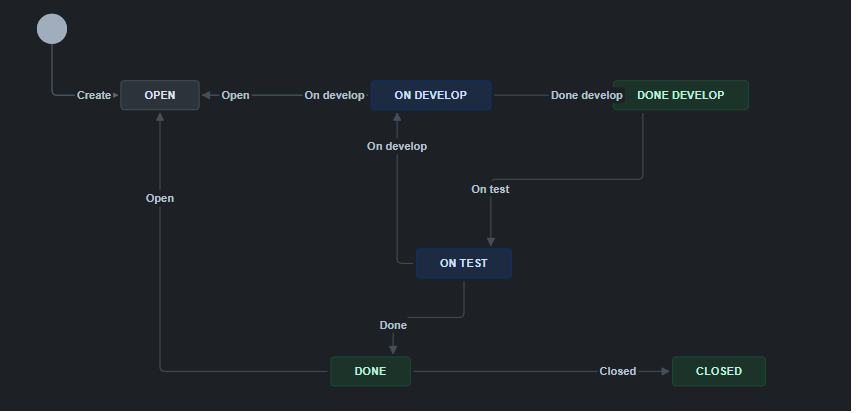 Create
OPEN
Open
On develop
ON DEVELOP
Done develop
DONE DEVELOP
On develop
On test
Open
ON TEST
Done
DONE
Closed
CLOSED